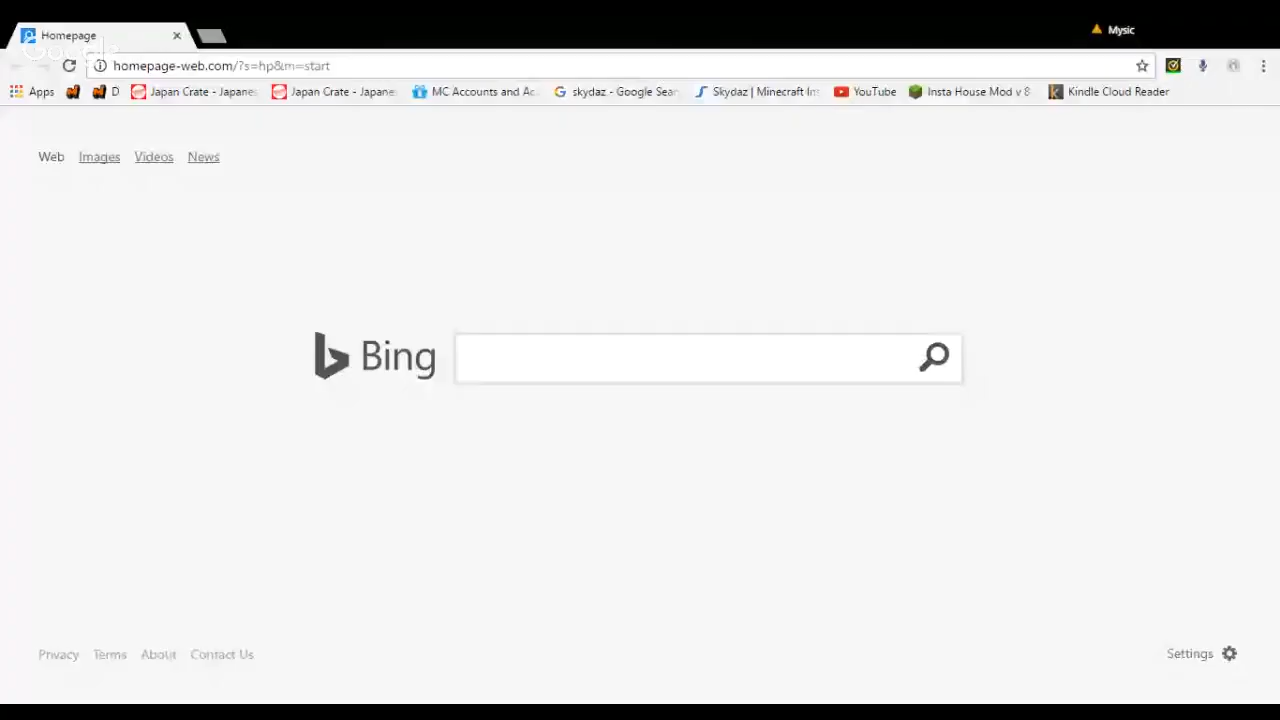 Homepage
Mysic
Google
homepage-web.com/?s=hp&m=start
Apps D Japan Crate - Japane Japan Crate - Japane MC Accounts and Ac skydaz - Google Sear Skydaz | Minecraft In YouTube Insta House Mod v 8 Kindle Cloud Reader
Web Images Videos News
Bing
Privacy Terms About Contact Us
Settings